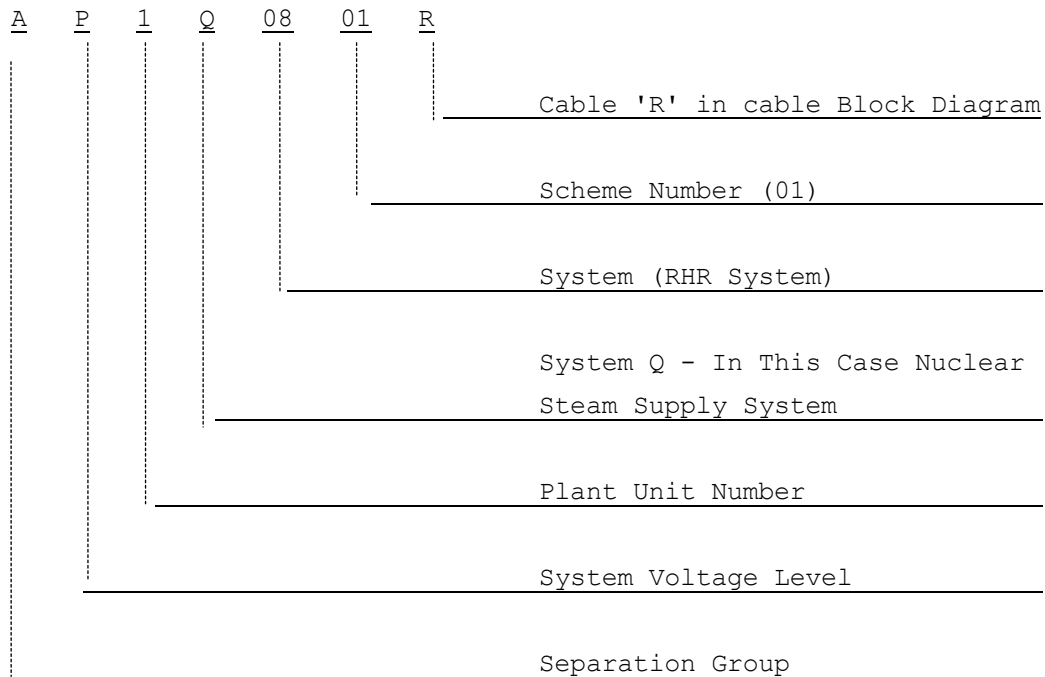 A P 1 Q 08 01 R
Cable 'R' in cable Block Diagram
Scheme Number (01)
System (RHR System)
System Q - In This Case Nuclear
Steam Supply System
Plant Unit Number
System Voltage Level
Separation Group